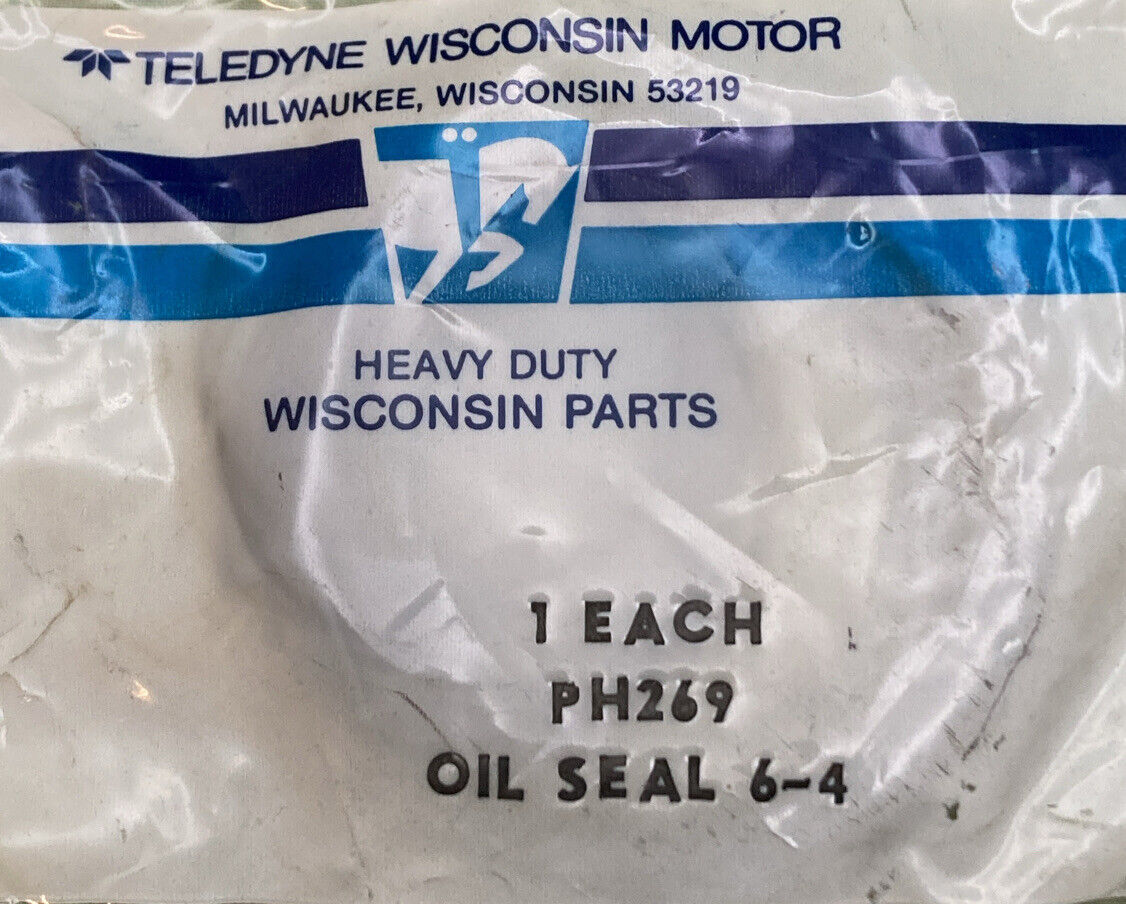 TELEDYNE WISCONSIN MOTOR
MILWAUKEE, WISCONSIN 53219
HEAVY DUTY
WISCONSIN PARTS
1 EACH
PH269
OIL SEAL 6-4